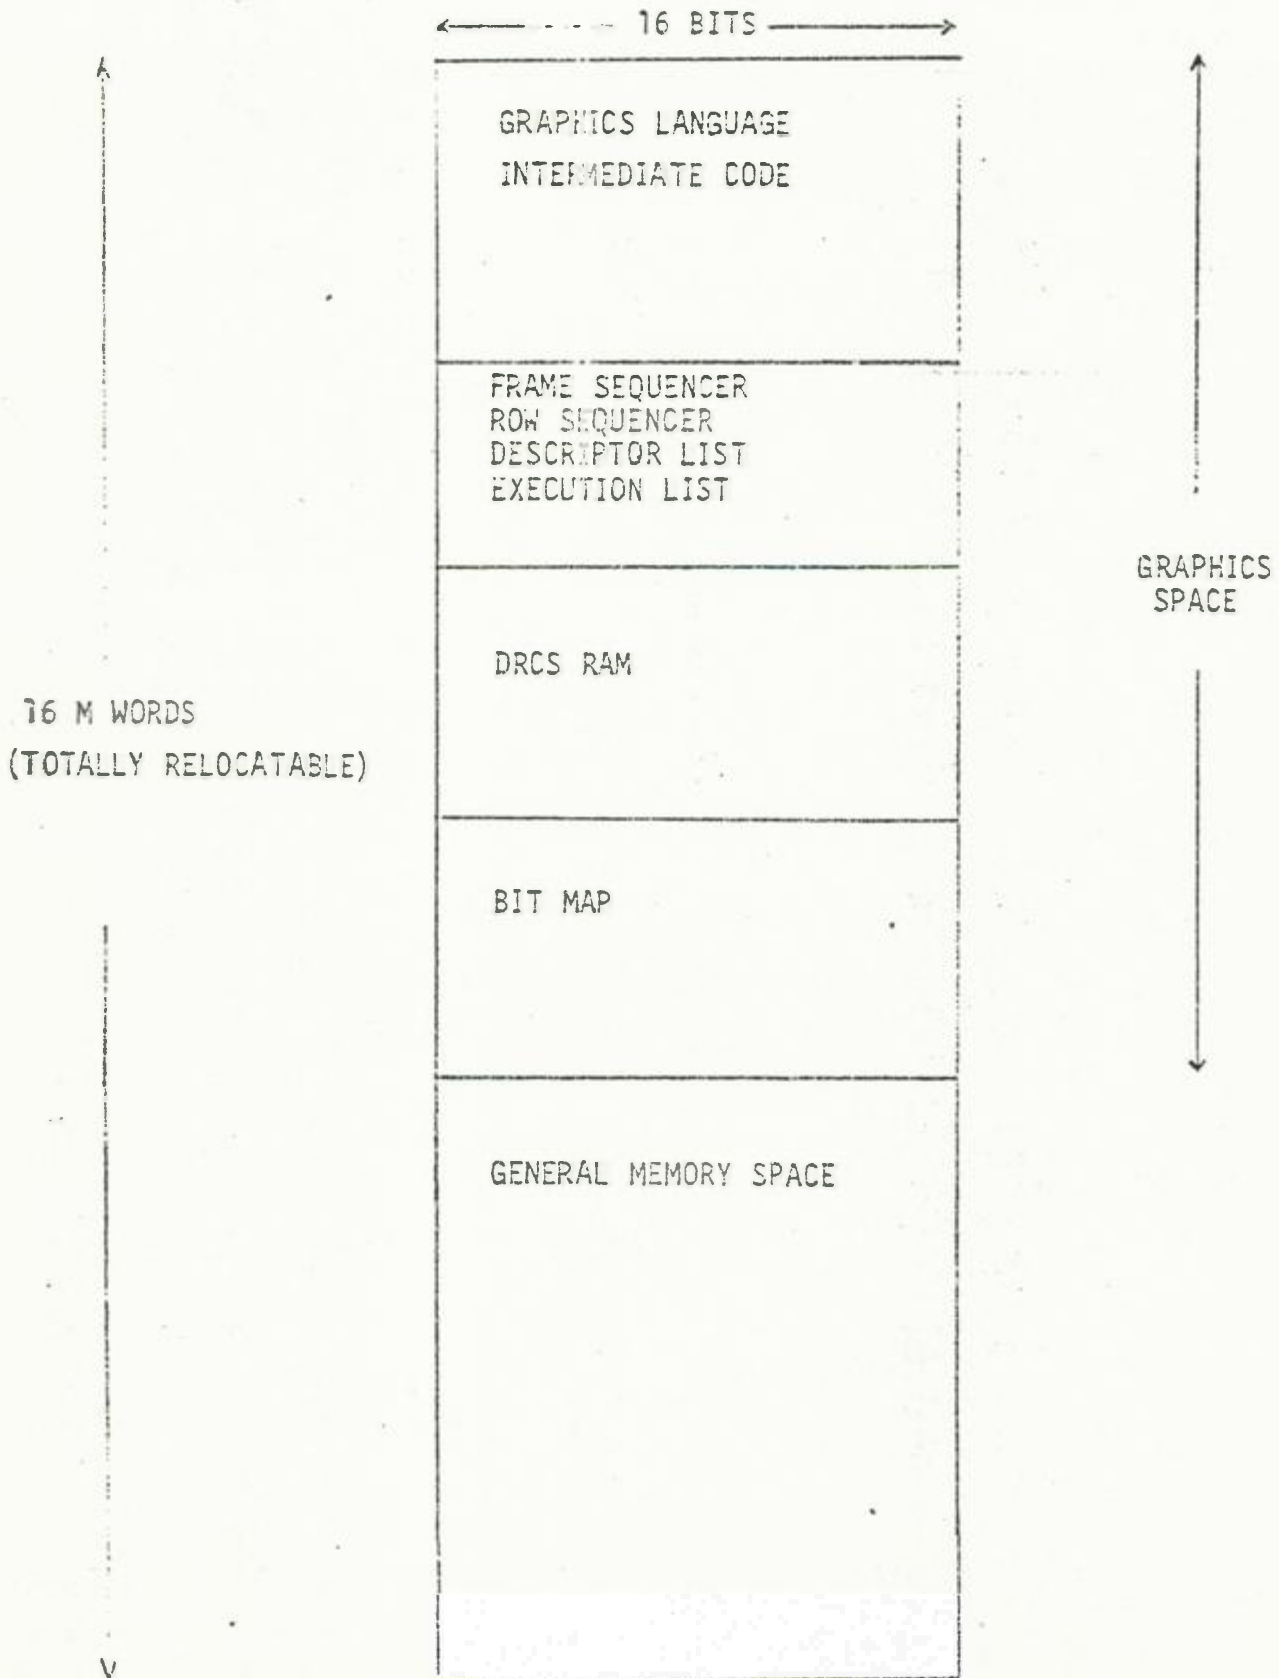 16 BITS
GRAPHICS LANGUAGE
INTERMEDIATE CODE
FRAME SEQUENCER
ROW SEQUENCER
DESCRIPTOR LIST
EXECUTION LIST
GRAPHICS
SPACE
DRCS RAM
16 M WORDS
(TOTALLY RELOCATABLE)
BIT MAP
GENERAL MEMORY SPACE